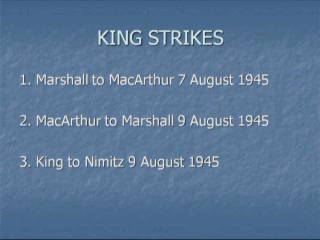 KING STRIKES
1. Marshall to MacArthur 7 August 1945
2. MacArthur to Marshall 9 August 1945
3. King to Nimitz 9 August 1945